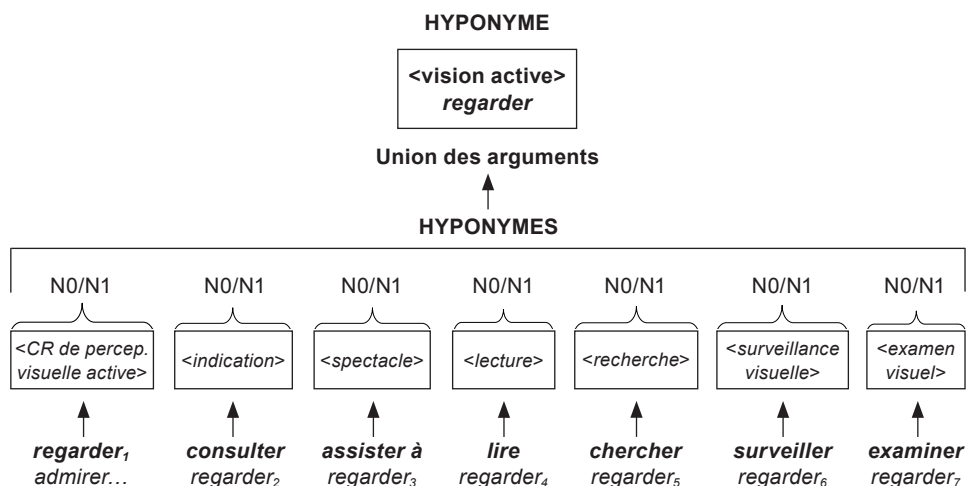 HYPONYME
<vision active>
regarder
Union des arguments
HYPONYMES
N0/N1 N0/N1 N0/N1 N0/N1 N0/N1 N0/N1 N0/N1
<CR de percep. visuelle active> <indication> <spectacle> <lecture> <recherche> <surveillance visuelle> <examen visuel>
regarder₁ consulter assister à lire chercher surveiller examiner
admirer… regarder₂ regarder₃ regarder₄ regarder₅ regarder₆ regarder₇